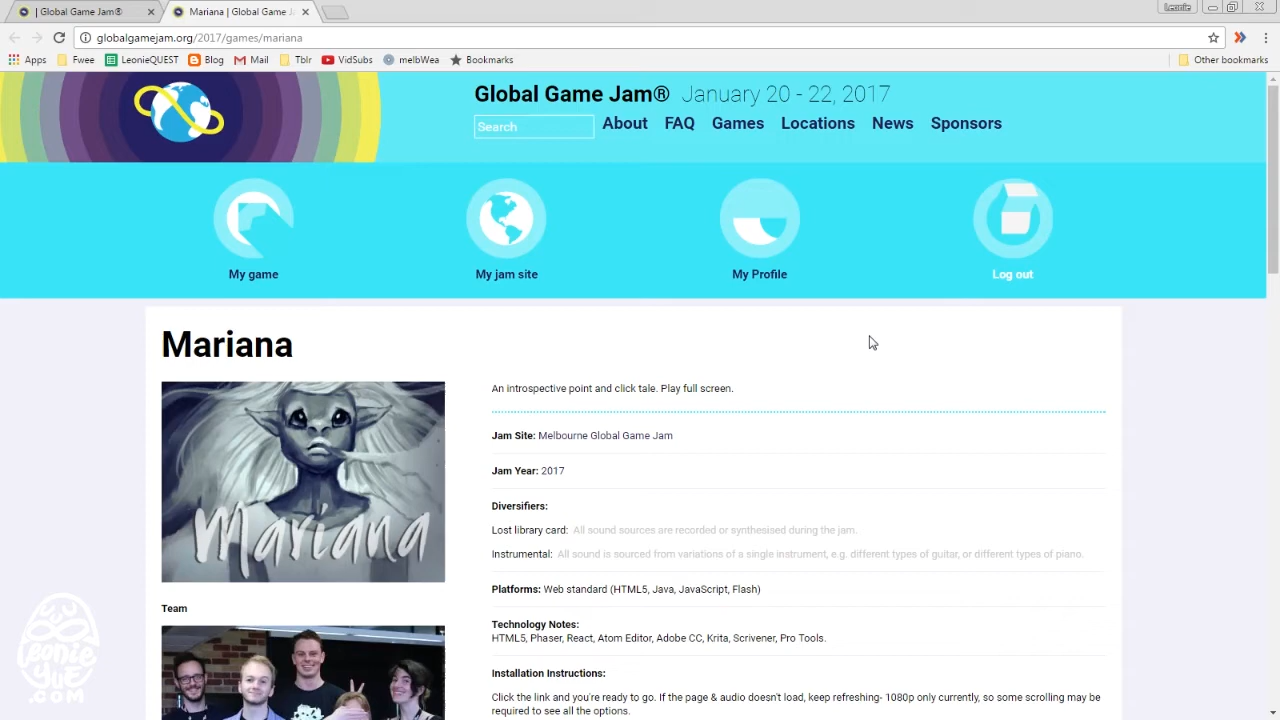 | Global Game Jam®
Mariana | Global Game Ja
Leonie
globalgamejam.org/2017/games/mariana
Apps Fwee LeonieQUEST Blog Mail Tblr VidSubs melbWea Bookmarks Other bookmarks
Global Game Jam® January 20 - 22, 2017
Search About FAQ Games Locations News Sponsors
My game My jam site My Profile Log out
Mariana
An introspective point and click tale. Play full screen.
Jam Site: Melbourne Global Game Jam
Jam Year: 2017
Diversifiers:
Lost library card: All sound sources are recorded or synthesised during the jam.
Instrumental: All sound is sourced from variations of a single instrument, e.g. different types of guitar, or different types of piano.
Mariana
Platforms: Web standard (HTML5, Java, JavaScript, Flash)
Team
Technology Notes:
HTML5, Phaser, React, Atom Editor, Adobe CC, Krita, Scrivener, Pro Tools.
Installation Instructions:
Click the link and you're ready to go. If the page & audio doesn't load, keep refreshing- 1080p only currently, so some scrolling may be
required to see all the options.
Leonie
Yue
.COM